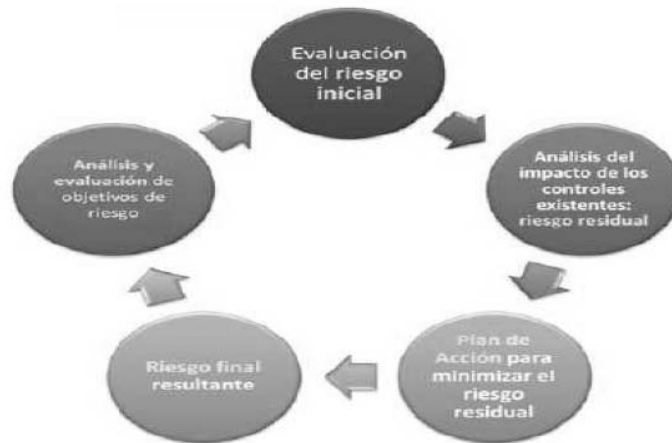 Evaluación
del riesgo
inicial
Análisis del
impacto de los
controles
existentes:
riesgo residual
Plan de
Acción para
minimizar el
riesgo
residual
Riesgo final
resultante
Análisis y
evaluación de
objetivos de
riesgo